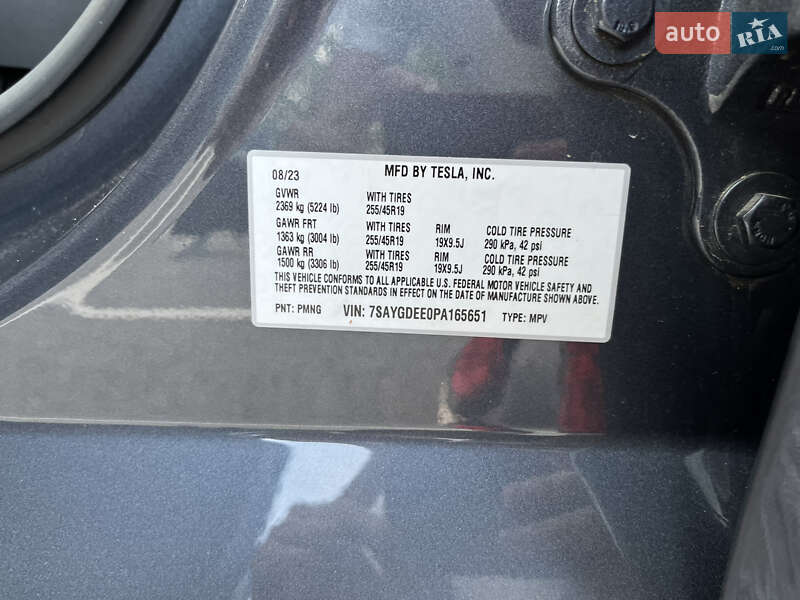 auto RIA .com
08/23 MFD BY TESLA, INC.
GVWR WITH TIRES
2369 kg (5224 lb) 255/45R19
GAWR FRT WITH TIRES RIM COLD TIRE PRESSURE
1363 kg (3004 lb) 255/45R19 19X9.5J 290 kPa, 42 psi
GAWR RR WITH TIRES RIM COLD TIRE PRESSURE
1500 kg (3306 lb) 255/45R19 19X9.5J 290 kPa, 42 psi
THIS VEHICLE CONFORMS TO ALL APPLICABLE U.S. FEDERAL MOTOR VEHICLE SAFETY AND
THEFT PREVENTION STANDARDS IN EFFECT ON THE DATE OF MANUFACTURE SHOWN ABOVE.
PNT: PMNG VIN: 7SAYGDEE0PA165651 TYPE: MPV